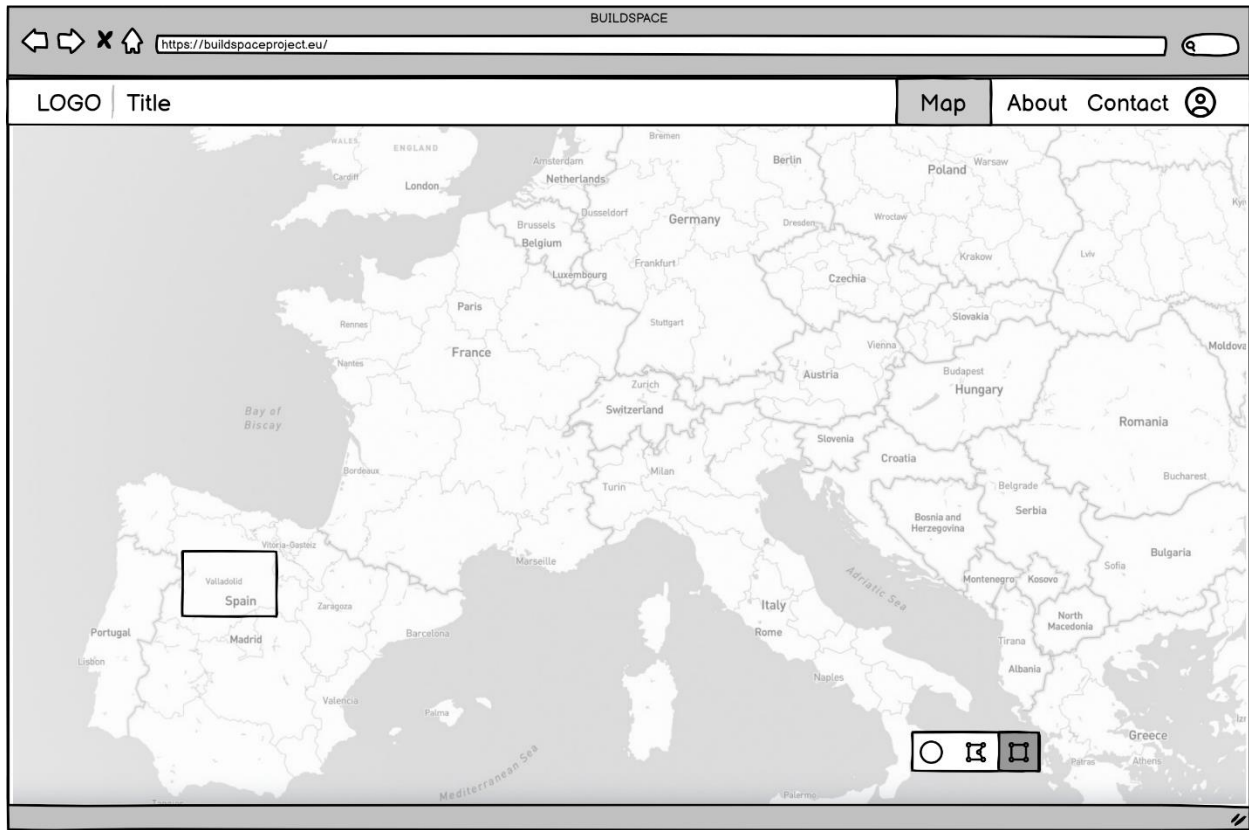 BUILDSPACE
https://buildspaceproject.eu/
LOGO
Title
Map
About
Contact
Bremen
WALES
ENGLAND
Amsterdam
Berlin
Warsaw
Poland
Cardiff
London
Netherlands
Dusseldorf
Germany
Dresden
Wroclaw
Brussels
Belgium
Krakow
Lviv
Frankfurt
Luxembourg
Czechia
Paris
Rennes
Stuttgart
Slovakia
Vienna
Moldova
France
Nantes
Austria
Budapest
Hungary
Zurich
Bay of
Biscay
Switzerland
Romania
Slovenia
Croatia
Bordeaux
Milan
Turin
Belgrade
Bucharest
Serbia
Bosnia and
Herzegovina
Vitoria-Gasteiz
Marseille
Bulgaria
Sofia
Adriatic Sea
Montenegro
Kosovo
Valladolid
Spain
Zaragoza
Italy
Rome
North
Macedonia
Portugal
Madrid
Barcelona
Tirana
Lisbon
Albania
Naples
Valencia
Palma
Greece
Patras
Athens
Mediterranean Sea
Palermo